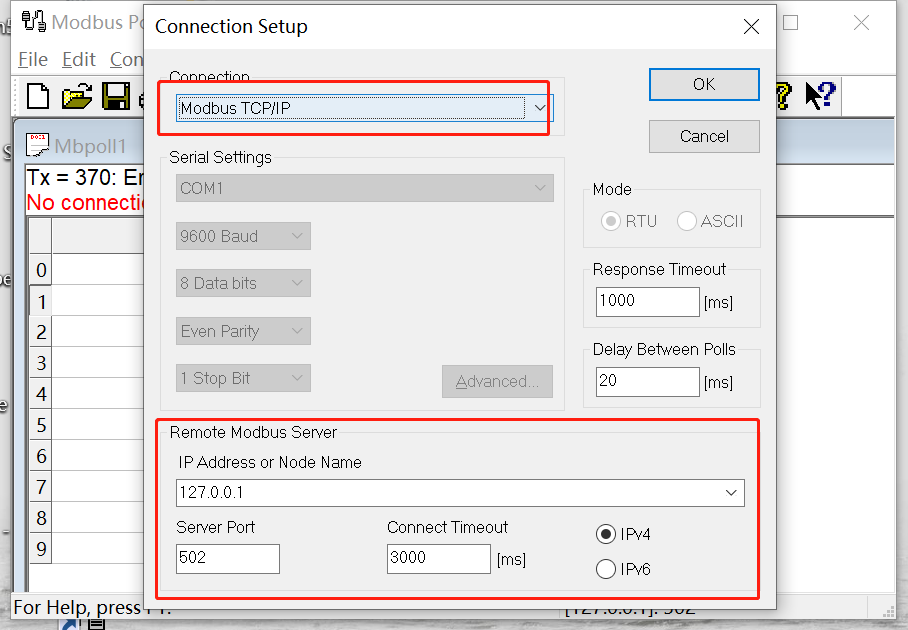 Modbus Po
Connection Setup
File Edit Con
Connection
Modbus TCP/IP
OK
Cancel
Mbpoll1
Serial Settings
Tx = 370: Er
No connecti
COM1
Mode
RTU
ASCII
9600 Baud
8 Data bits
Response Timeout
1000
[ms]
Even Parity
Delay Between Polls
1 Stop Bit
Advanced...
20
[ms]
0
1
2
3
4
5
6
7
8
9
Remote Modbus Server
IP Address or Node Name
127.0.0.1
Server Port
Connect Timeout
IPv4
502
3000
[ms]
IPv6
For Help, press F1.
[127.0.0.1]: 502